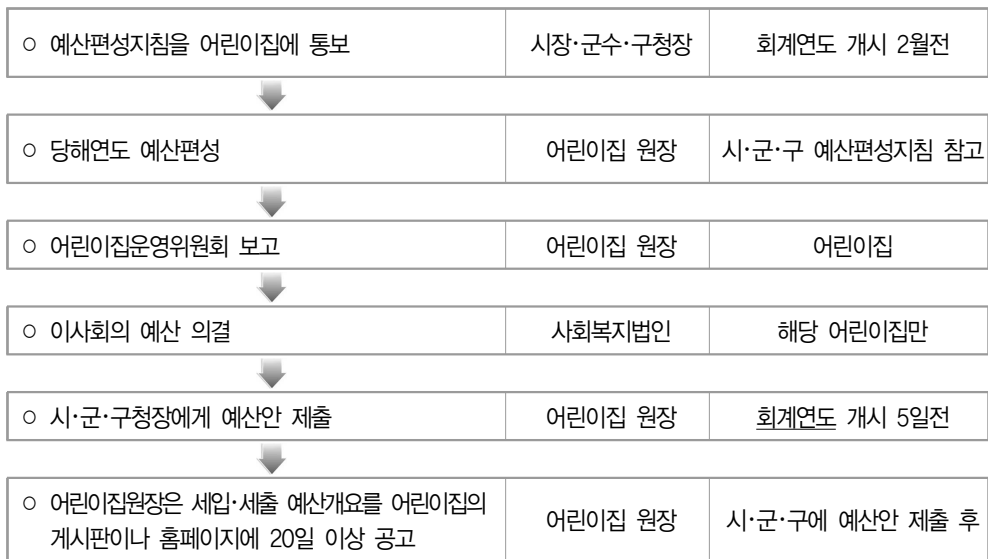 ○ 예산편성지침을 어린이집에 통보 시장·군수·구청장 회계연도 개시 2월전
○ 당해연도 예산편성 어린이집 원장 시·군·구 예산편성지침 참고
○ 어린이집운영위원회 보고 어린이집 원장 어린이집
○ 이사회의 예산 의결 사회복지법인 해당 어린이집만
○ 시·군·구청장에게 예산안 제출 어린이집 원장 회계연도 개시 5일전
○ 어린이집원장은 세입·세출 예산개요를 어린이집의
게시판이나 홈페이지에 20일 이상 공고 어린이집 원장 시·군·구에 예산안 제출 후